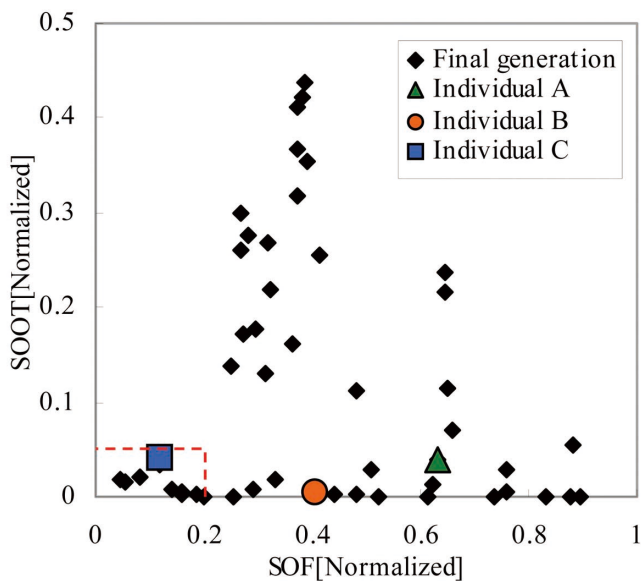 0.5
0.4
0.3
0.2
0.1
0
SOOT[Normalized]
Final generation
Individual A
Individual B
Individual C
0
0.2
0.4
0.6
0.8
1
SOF[Normalized]